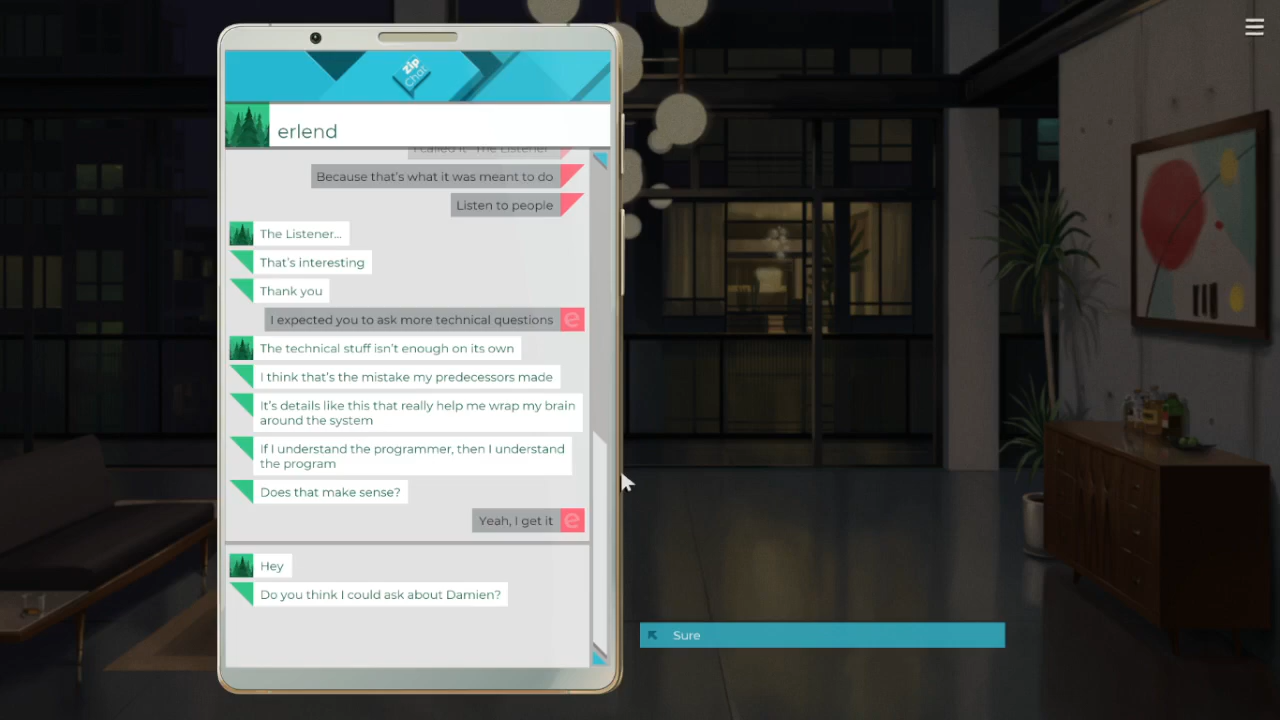 Zip
Chat
erlend
I called it "The Listener"
Because that's what it was meant to do
Listen to people
The Listener...
That's interesting
Thank you
I expected you to ask more technical questions
e
The technical stuff isn't enough on its own
I think that's the mistake my predecessors made
It's details like this that really help me wrap my brain
around the system
If I understand the programmer, then I understand
the program
Does that make sense?
Yeah, I get it
e
Hey
Do you think I could ask about Damien?
Sure